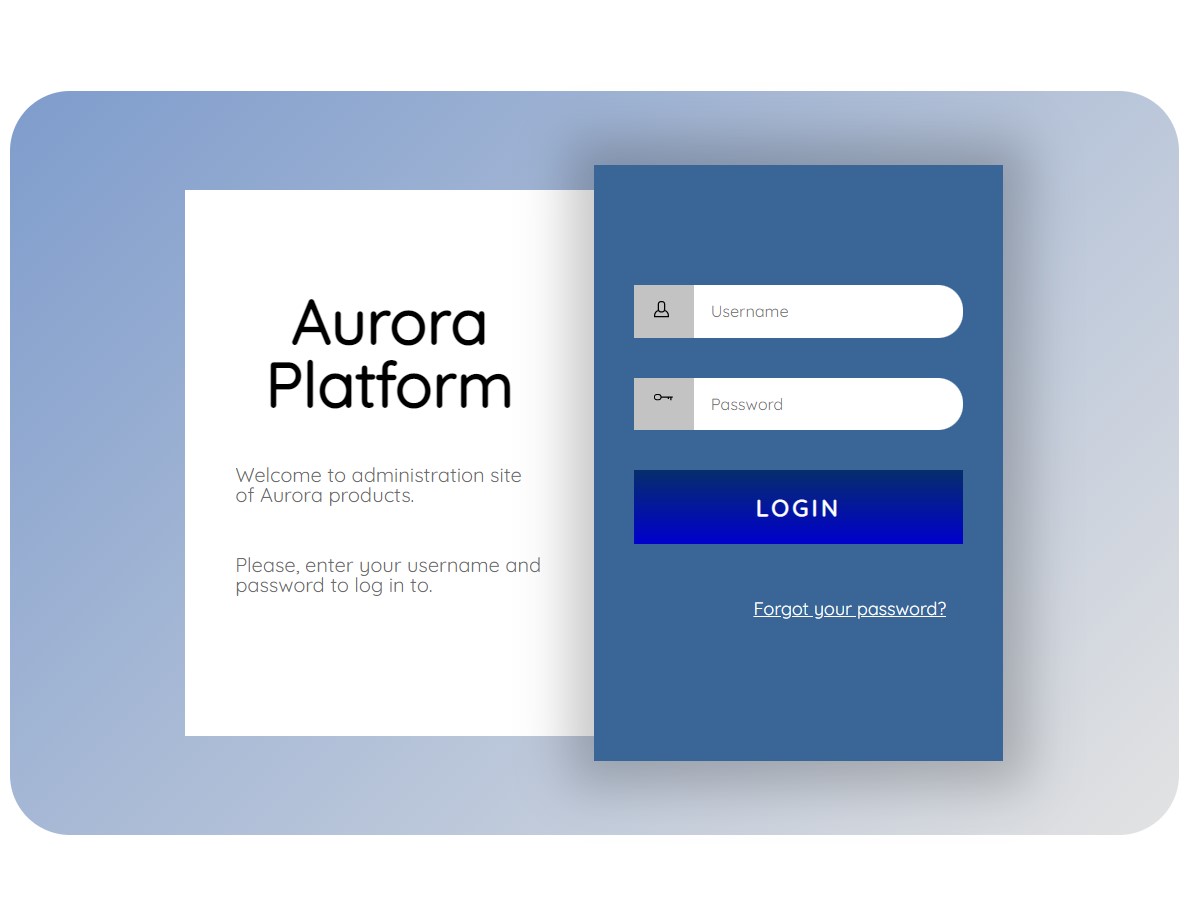 Aurora
Platform
Welcome to administration site
of Aurora products.
Please, enter your username and
password to log in to.
Username
Password
LOGIN
Forgot your password?